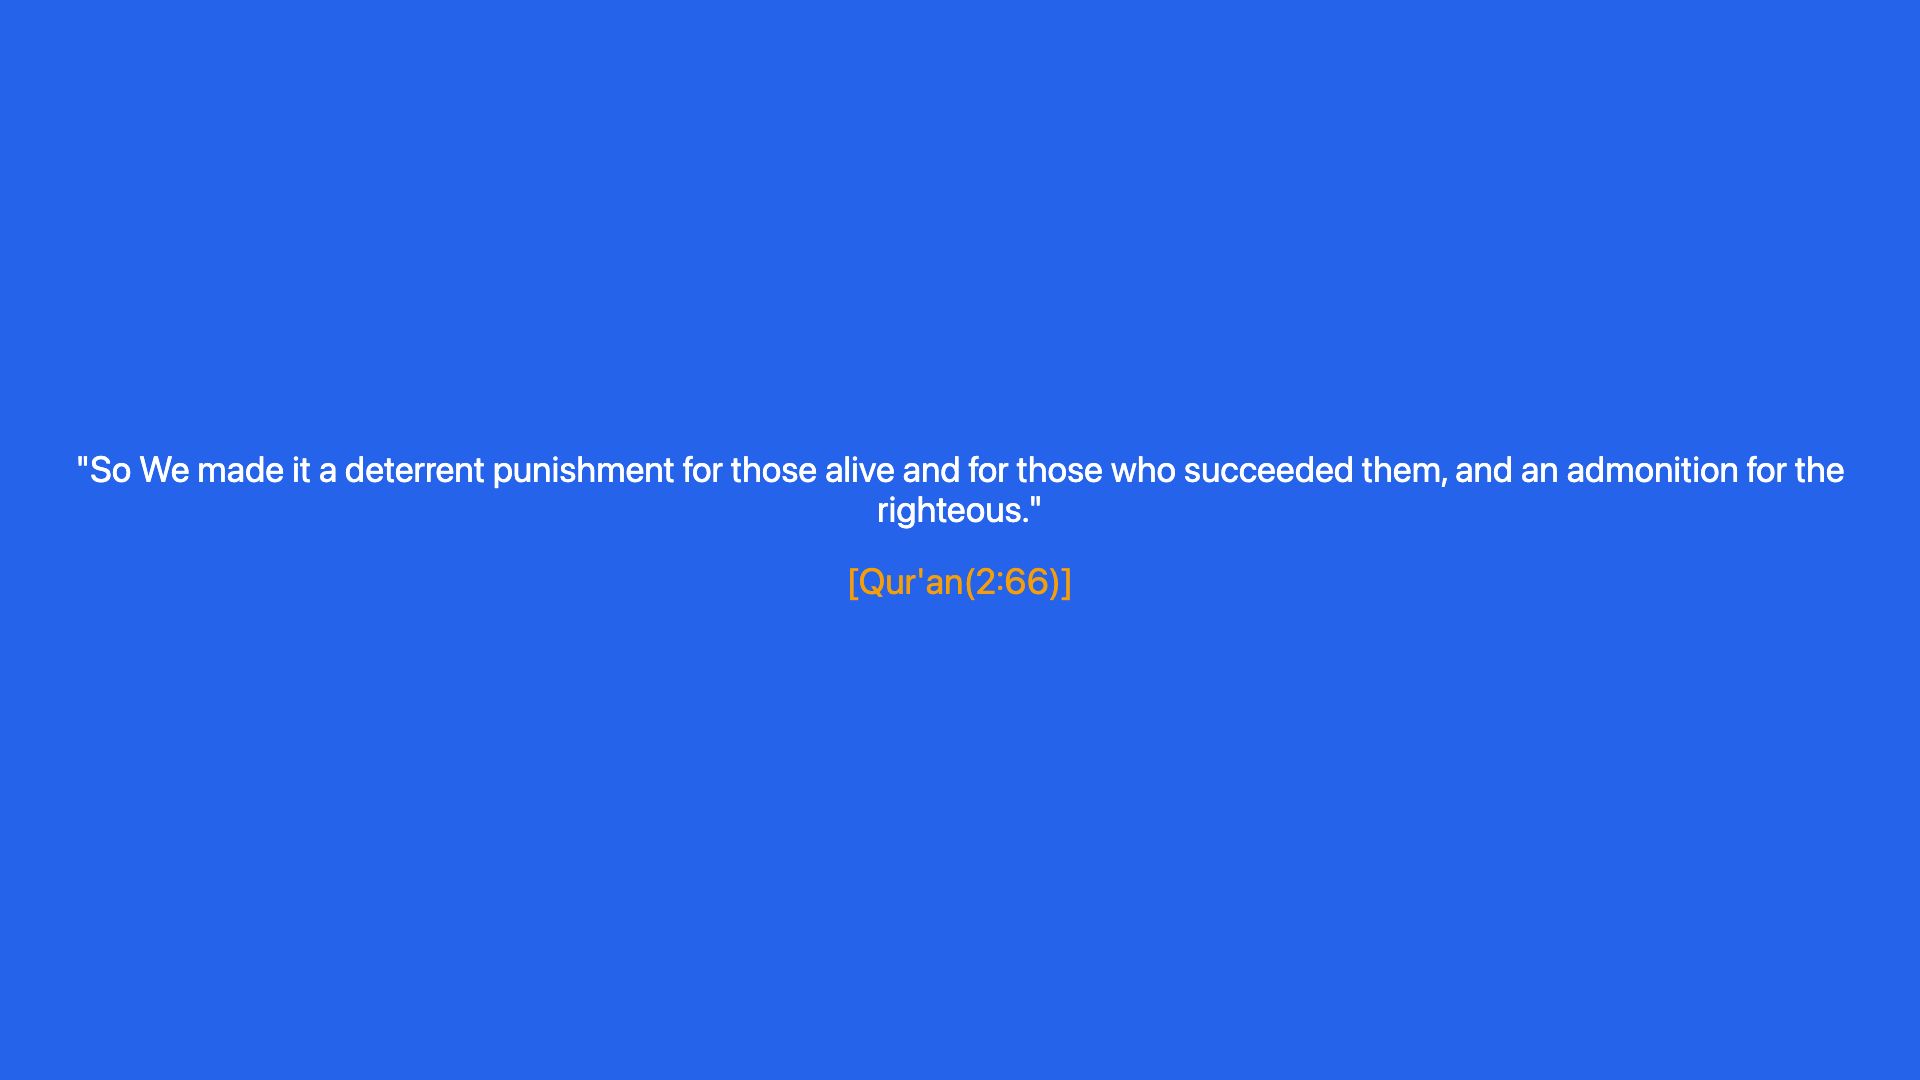 "So We made it a deterrent punishment for those alive and for those who succeeded them, and an admonition for the
righteous."
[Qur'an(2:66)]